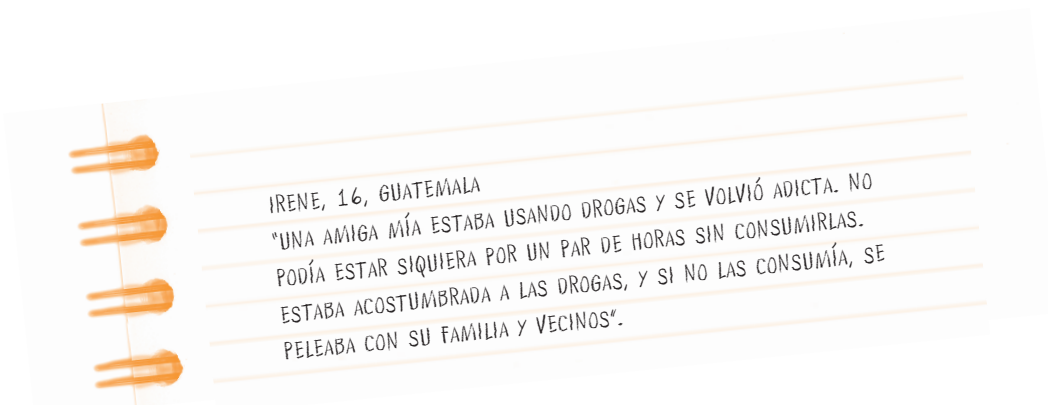 IRENE, 16, GUATEMALA
"UNA AMIGA MÍA ESTABA USANDO DROGAS Y SE VOLVIÓ ADICTA. NO
PODÍA ESTAR SIQUIERA POR UN PAR DE HORAS SIN CONSUMIRLAS.
ESTABA ACOSTUMBRADA A LAS DROGAS, Y SI NO LAS CONSUMÍA, SE
PELEABA CON SU FAMILIA Y VECINOS".